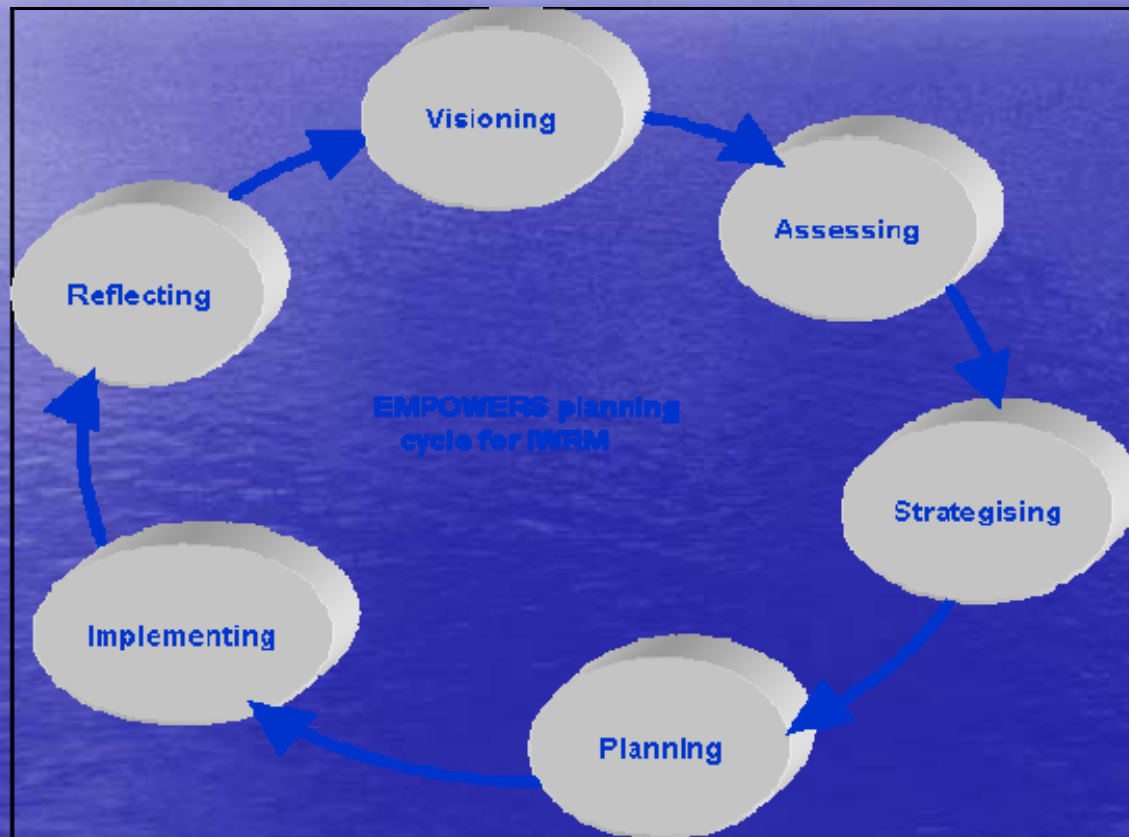 Visioning
Assessing
Reflecting
EMPOWERS planning
cycle for IWRM
Strategising
Implementing
Planning